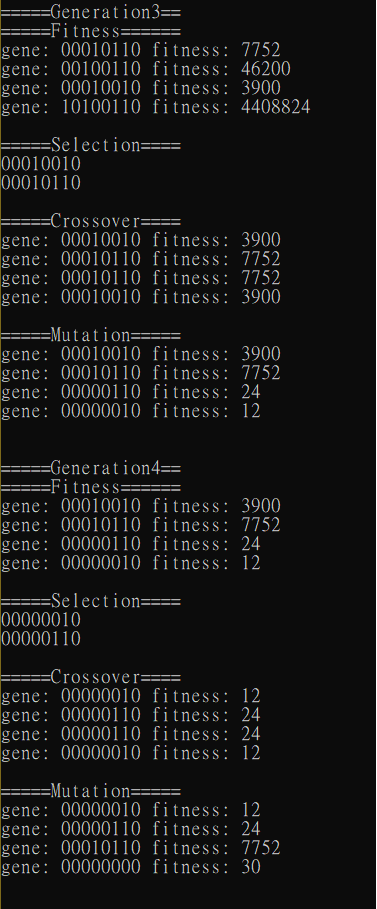 =====Generation3==
=====Fitness======
gene: 00010110 fitness: 7752
gene: 00100110 fitness: 46200
gene: 00010010 fitness: 3900
gene: 10100110 fitness: 4408824
=====Selection====
00010010
00010110
=====Crossover====
gene: 00010010 fitness: 3900
gene: 00010110 fitness: 7752
gene: 00010110 fitness: 7752
gene: 00010010 fitness: 3900
=====Mutation=====
gene: 00010010 fitness: 3900
gene: 00010110 fitness: 7752
gene: 00000110 fitness: 24
gene: 00000010 fitness: 12
=====Generation4==
=====Fitness======
gene: 00010010 fitness: 3900
gene: 00010110 fitness: 7752
gene: 00000110 fitness: 24
gene: 00000010 fitness: 12
=====Selection====
00000010
00000110
=====Crossover====
gene: 00000010 fitness: 12
gene: 00000110 fitness: 24
gene: 00000110 fitness: 24
gene: 00000010 fitness: 12
=====Mutation=====
gene: 00000010 fitness: 12
gene: 00000110 fitness: 24
gene: 00010110 fitness: 7752
gene: 00000000 fitness: 30